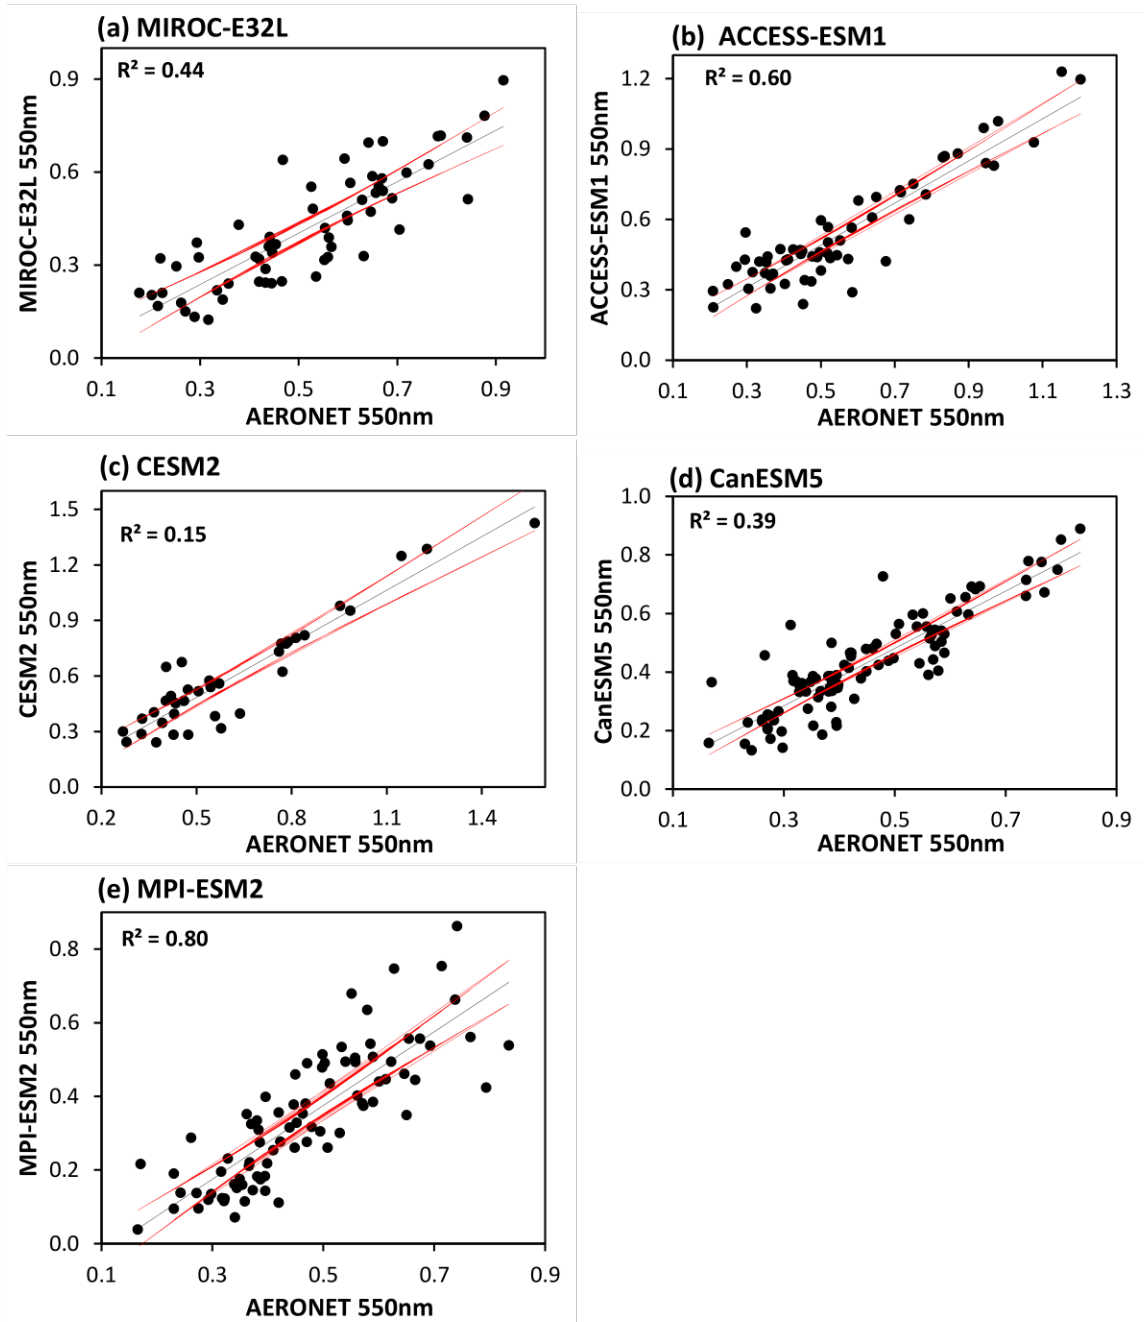 (a) MIROC-E32L
R² = 0.44
MIROC-E32L 550nm
0.9
0.6
0.3
0.0
0.1 0.3 0.5 0.7 0.9
AERONET 550nm
(b) ACCESS-ESM1
R² = 0.60
ACCESS-ESM1 550nm
1.2
0.9
0.6
0.3
0.0
0.1 0.3 0.5 0.7 0.9 1.1 1.3
AERONET 550nm
(c) CESM2
R² = 0.15
CESM2 550nm
1.5
1.2
0.9
0.6
0.3
0.0
0.2 0.5 0.8 1.1 1.4
AERONET 550nm
(d) CanESM5
R² = 0.39
CanESM5 550nm
1.0
0.8
0.6
0.4
0.2
0.0
0.1 0.3 0.5 0.7 0.9
AERONET 550nm
(e) MPI-ESM2
R² = 0.80
MPI-ESM2 550nm
0.8
0.6
0.4
0.2
0.0
0.1 0.3 0.5 0.7 0.9
AERONET 550nm